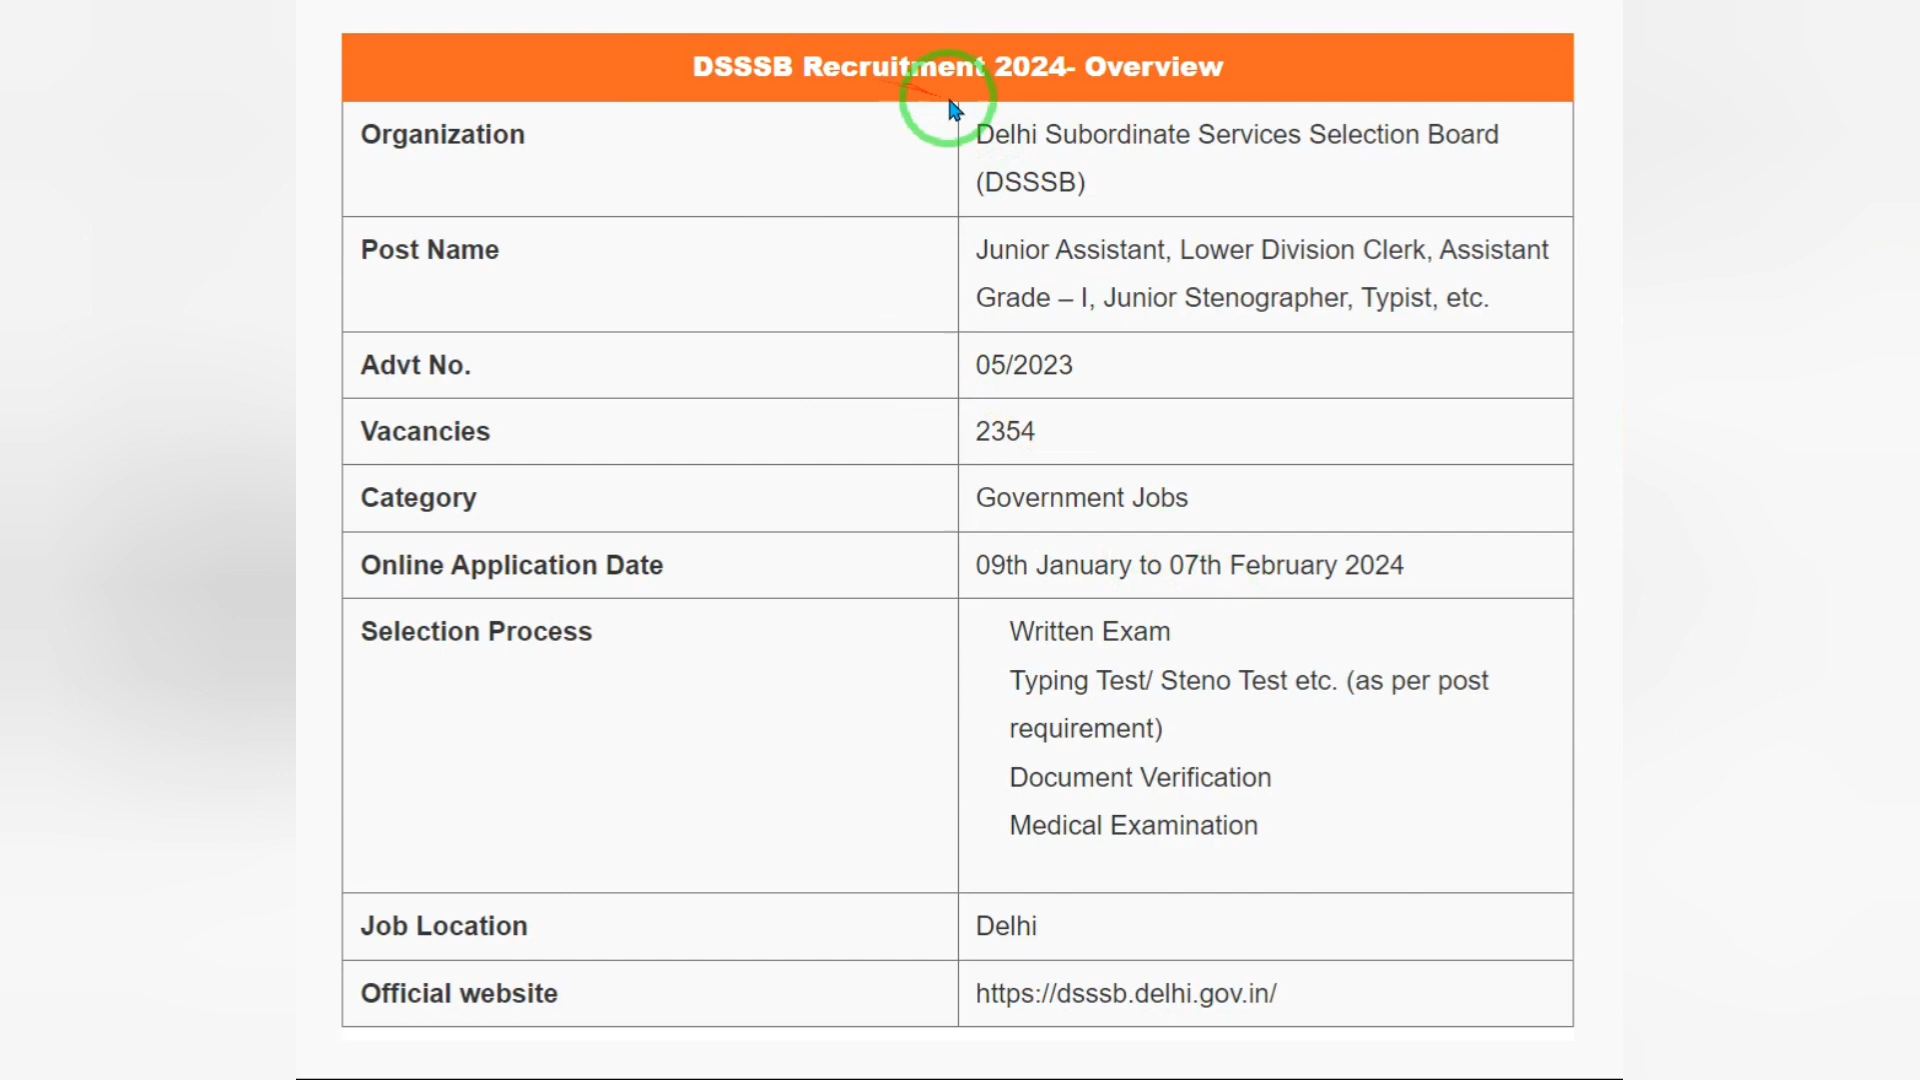 DSSSB Recruitment 2024- Overview
Organization
Delhi Subordinate Services Selection Board
(DSSSB)
Post Name
Junior Assistant, Lower Division Clerk, Assistant
Grade – I, Junior Stenographer, Typist, etc.
Advt No.
05/2023
Vacancies
2354
Category
Government Jobs
Online Application Date
09th January to 07th February 2024
Selection Process
Written Exam
Typing Test/ Steno Test etc. (as per post
requirement)
Document Verification
Medical Examination
Job Location
Delhi
Official website
https://dsssb.delhi.gov.in/